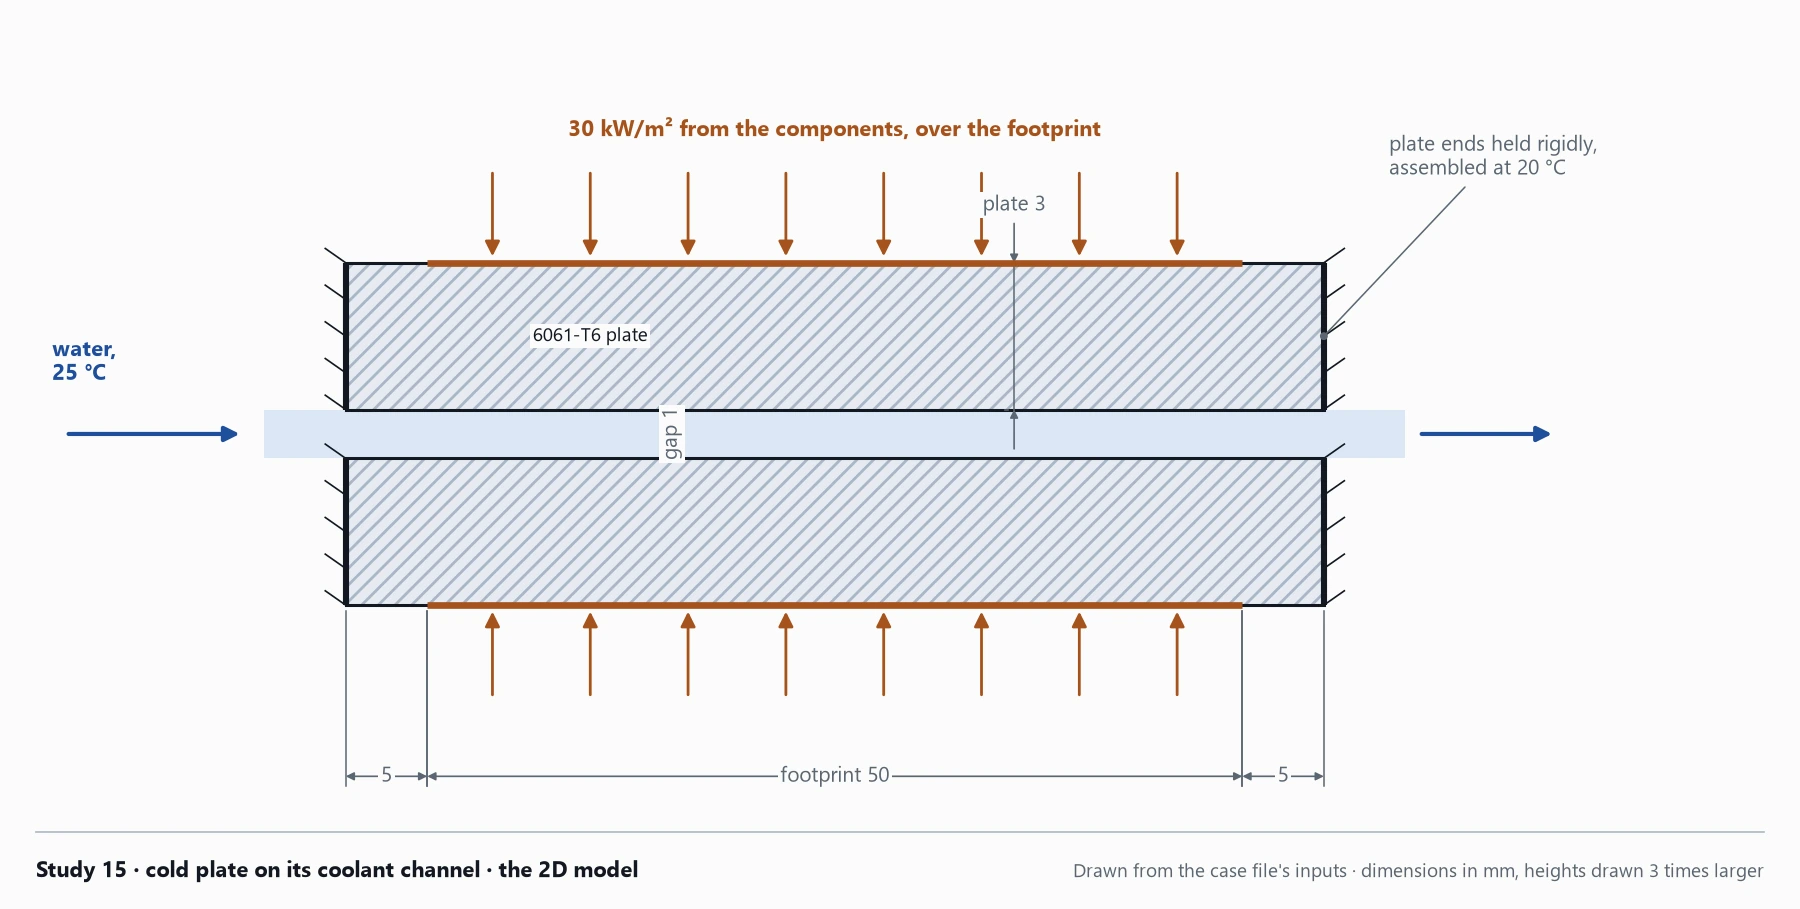 30 kW/m² from the components, over the footprint
plate ends held rigidly,
assembled at 20 °C
plate 3
6061-T6 plate
water,
25 °C
gap 1
5
footprint 50
5
Study 15 · cold plate on its coolant channel · the 2D model
Drawn from the case file's inputs · dimensions in mm, heights drawn 3 times larger